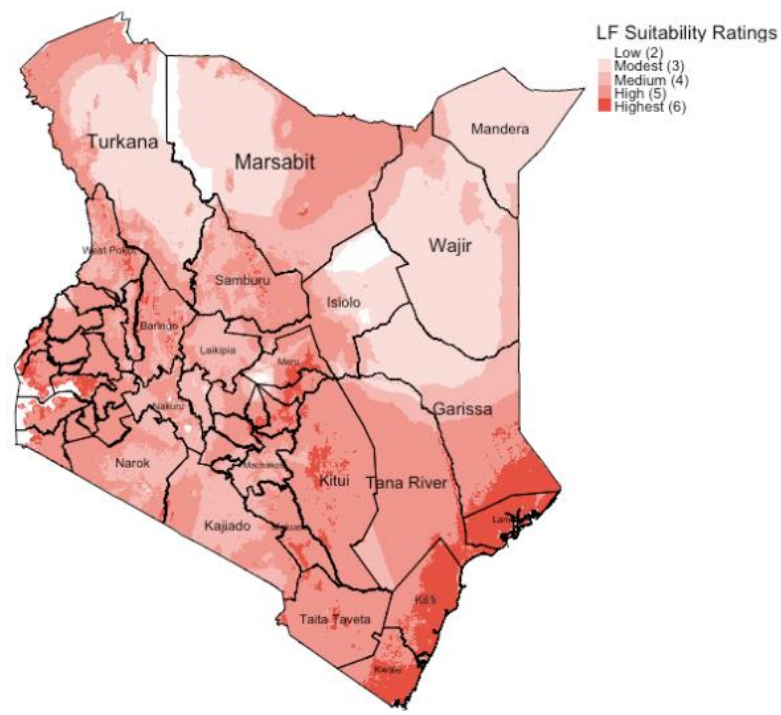 LF Suitability Ratings
Low (2)
Modest (3)
Medium (4)
High (5)
Highest (6)
Mandera
Turkana
Marsabit
Wajir
West Pokot
Samburu
Isiolo
Baringo
Laikipia
Meru
Nakuru
Garissa
Narok
Machakos
Kitui
Tana River
Kajiado
Makueni
Lamu
Kilifi
Taita Taveta
Kwale